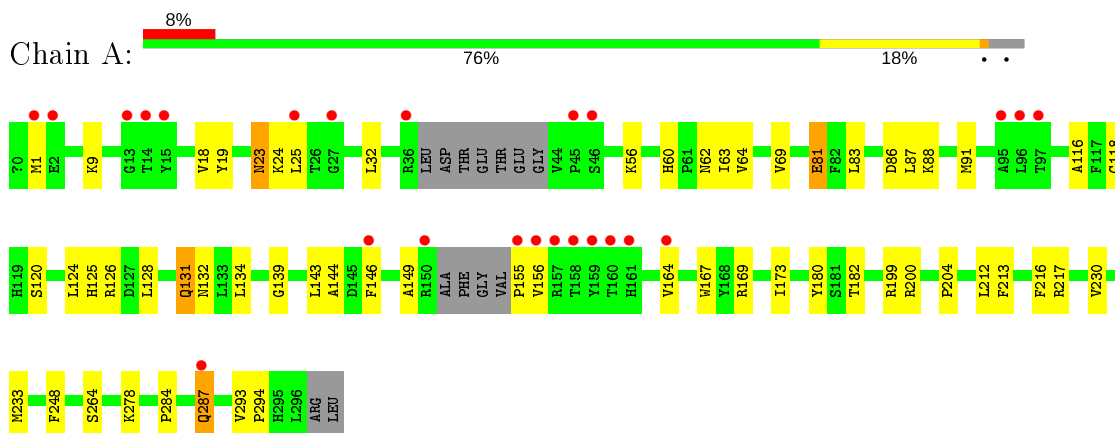 8%
Chain A:
76% 18% . .
?0 M1 E2 K9 G13 T14 Y15 V18 Y19 N23 K24 L25 T26 G27 L32 R36 LEU ASP THR GLU THR GLU GLY V44 P45 S46 K56 H60 P61 N62 I63 V64 V69 E81 F82 L83 D86 L87 K88 M91 A95 L96 T97 A116 F117 G118
H119 S120 L124 H125 R126 D127 L128 Q131 N132 L133 L134 G139 L143 A144 D145 F146 A149 R150 ALA PHE GLY VAL P155 V156 R157 T158 Y159 T160 H161 V164 W167 Y168 R169 I173 Y180 S181 T182 R199 R200 P204 L212 F213 F216 R217 V230
M233 F248 S264 K278 P284 Q287 V293 P294 H295 L296 ARG LEU